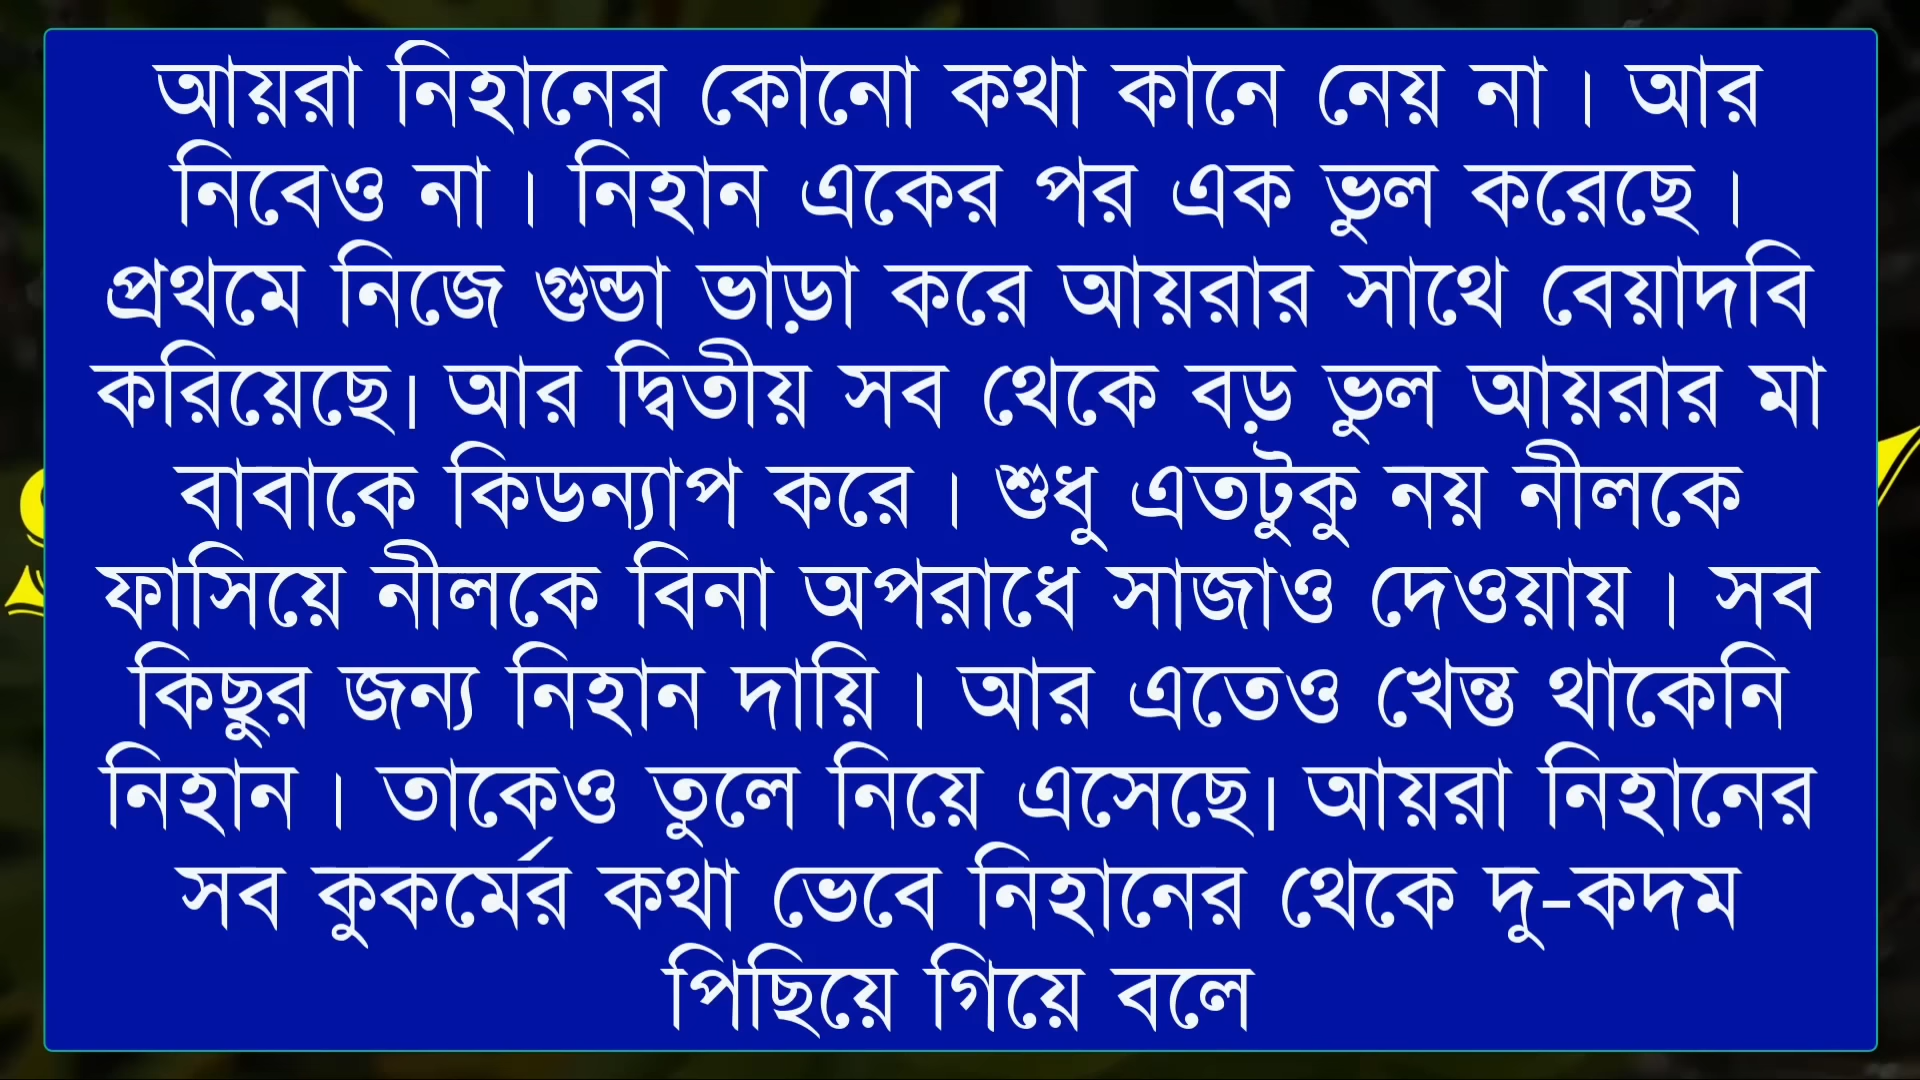 আয়রা নিহানের কোনো কথা কানে নেয় না । আর
নিবেও না । নিহান একের পর এক ভুল করেছে ।
প্রথমে নিজে গুন্ডা ভাড়া করে আয়রার সাথে বেয়াদবি
করিয়েছে। আর দ্বিতীয় সব থেকে বড় ভুল আয়রার মা
বাবাকে কিডন্যাপ করে । শুধু এতটুকু নয় নীলকে
ফাসিয়ে নীলকে বিনা অপরাধে সাজাও দেওয়ায় । সব
কিছুর জন্য নিহান দায়ি । আর এতেও খেন্ত থাকেনি
নিহান । তাকেও তুলে নিয়ে এসেছে। আয়রা নিহানের
সব কুকর্মের কথা ভেবে নিহানের থেকে দু-কদম
পিছিয়ে গিয়ে বলে